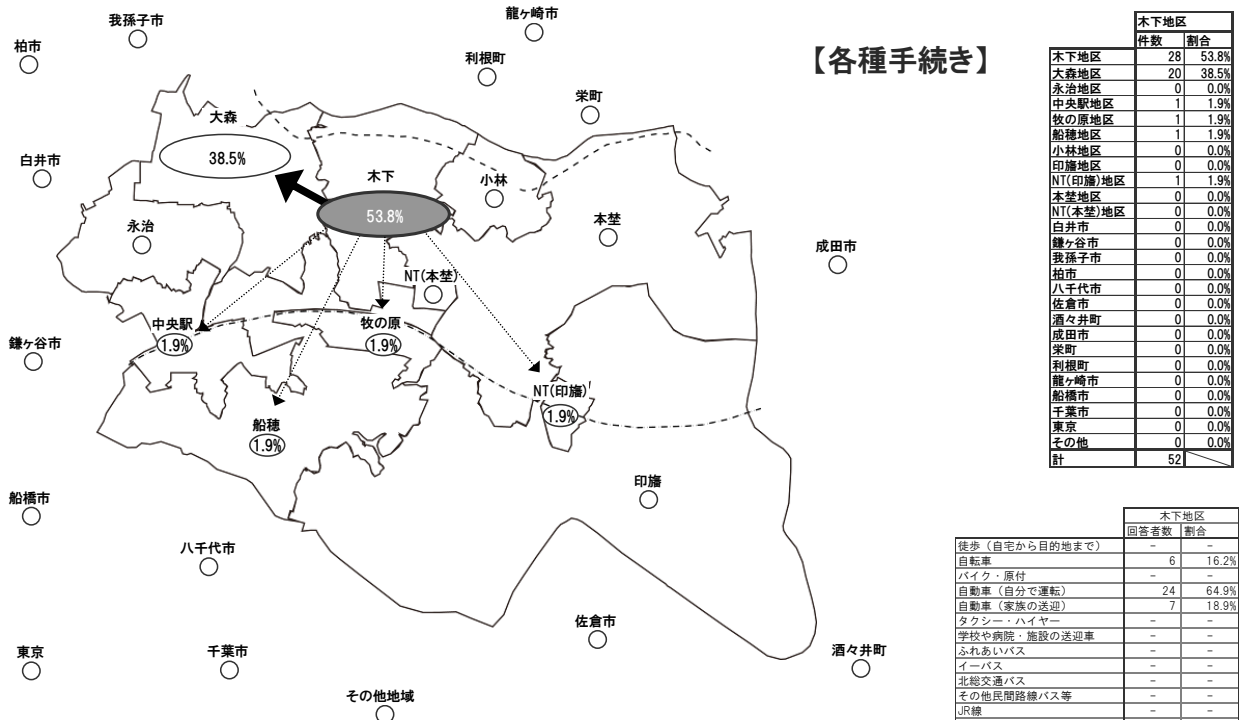 龍ヶ崎市
我孫子市
柏市
利根町
【各種手続き】
栄町
大森
38.5%
白井市
木下
53.8%
小林
永治
本埜
成田市
NT(本埜)
中央駅
1.9%
牧の原
1.9%
鎌ヶ谷市
NT(印旛)
1.9%
船穂
1.9%
印旛
船橋市
八千代市
佐倉市
東京
千葉市
酒々井町
その他地域
木下地区
件数 割合
木下地区 28 53.8%
大森地区 20 38.5%
永治地区 0 0.0%
中央駅地区 1 1.9%
牧の原地区 1 1.9%
船穂地区 1 1.9%
小林地区 0 0.0%
印旛地区 0 0.0%
NT(印旛)地区 1 1.9%
本埜地区 0 0.0%
NT(本埜)地区 0 0.0%
白井市 0 0.0%
鎌ヶ谷市 0 0.0%
我孫子市 0 0.0%
柏市 0 0.0%
八千代市 0 0.0%
佐倉市 0 0.0%
酒々井町 0 0.0%
成田市 0 0.0%
栄町 0 0.0%
利根町 0 0.0%
龍ヶ崎市 0 0.0%
船橋市 0 0.0%
千葉市 0 0.0%
東京 0 0.0%
その他 0 0.0%
計 52
木下地区
回答者数 割合
徒歩（自宅から目的地まで） - -
自転車 6 16.2%
バイク・原付 - -
自動車（自分で運転） 24 64.9%
自動車（家族の送迎） 7 18.9%
タクシー・ハイヤー - -
学校や病院・施設の送迎車 - -
ふれあいバス - -
イーバス - -
北総交通バス - -
その他民間路線バス等 - -
JR線 - -